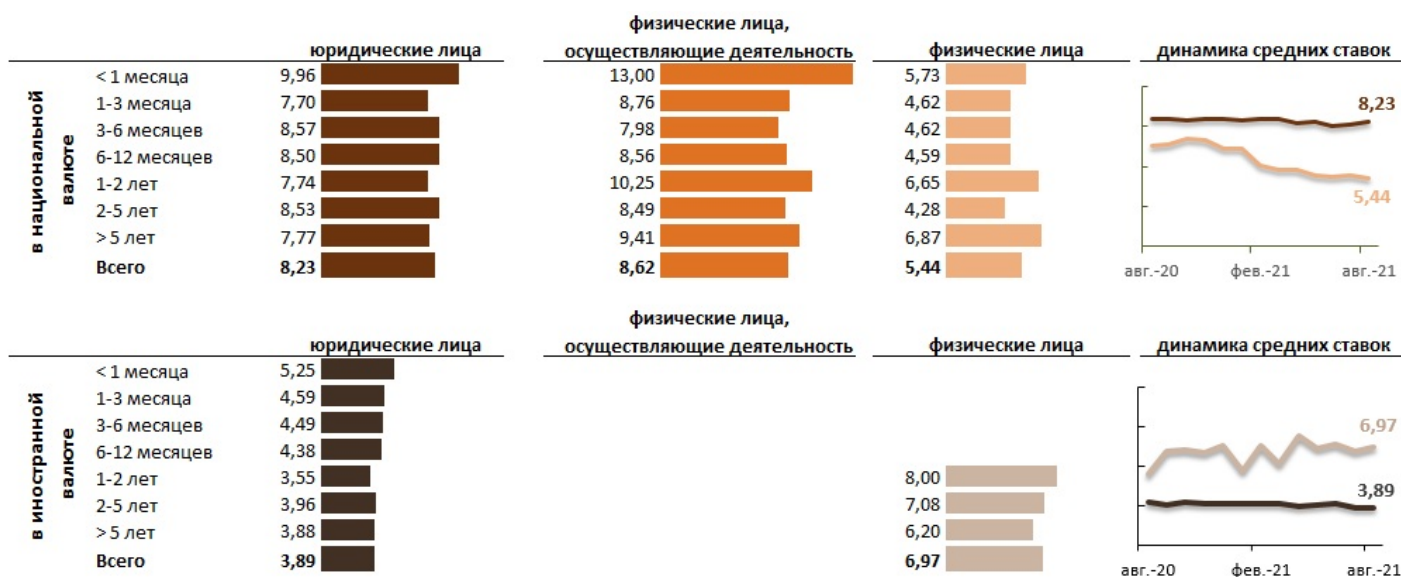 физические лица,
юридические лица осуществляющие деятельность физические лица динамика средних ставок
в национальной валюте
< 1 месяца 9,96 13,00 5,73
1-3 месяца 7,70 8,76 4,62
3-6 месяцев 8,57 7,98 4,62
6-12 месяцев 8,50 8,56 4,59
1-2 лет 7,74 10,25 6,65
2-5 лет 8,53 8,49 4,28
> 5 лет 7,77 9,41 6,87
Всего 8,23 8,62 5,44
8,23
5,44
авг.-20 фев.-21 авг.-21
физические лица,
юридические лица осуществляющие деятельность физические лица динамика средних ставок
в иностранной валюте
< 1 месяца 5,25
1-3 месяца 4,59
3-6 месяцев 4,49
6-12 месяцев 4,38
1-2 лет 3,55 8,00
2-5 лет 3,96 7,08
> 5 лет 3,88 6,20
Всего 3,89 6,97
6,97
3,89
авг.-20 фев.-21 авг.-21